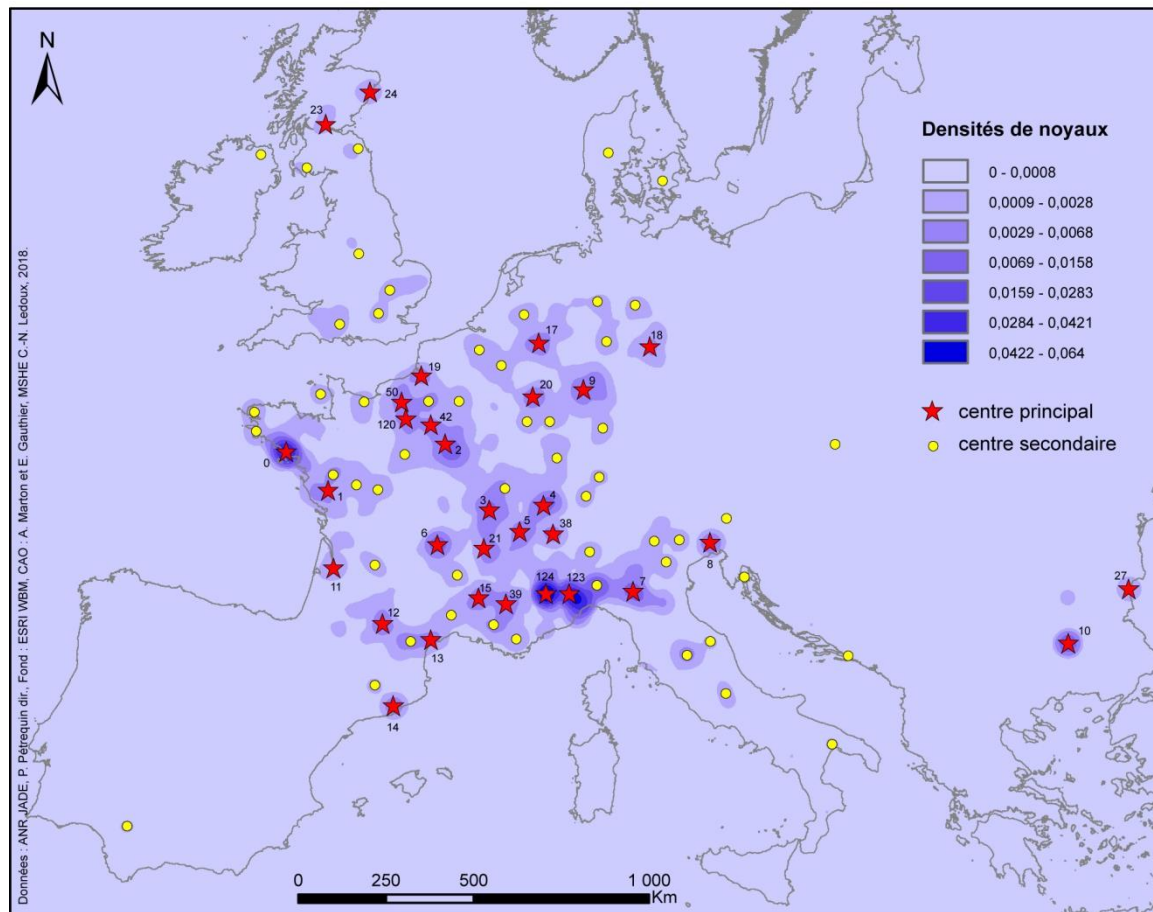 N
24
23
Densités de noyaux
0 - 0,0008
0,0009 - 0,0028
0,0029 - 0,0068
0,0069 - 0,0158
0,0159 - 0,0283
0,0284 - 0,0421
0,0422 - 0,064
centre principal
centre secondaire
17
18
19
50
20
9
120
42
2
0
1
3
4
5
38
6
21
8
11
124
123
7
27
15
39
12
10
13
14
0
250
500
1 000
Km
Données : ANR JADE, P. Pétrequin dir., Fond : ESRI WBM, CAO : A. Marton et E. Gauthier, MSHE C.-N. Ledoux, 2018.